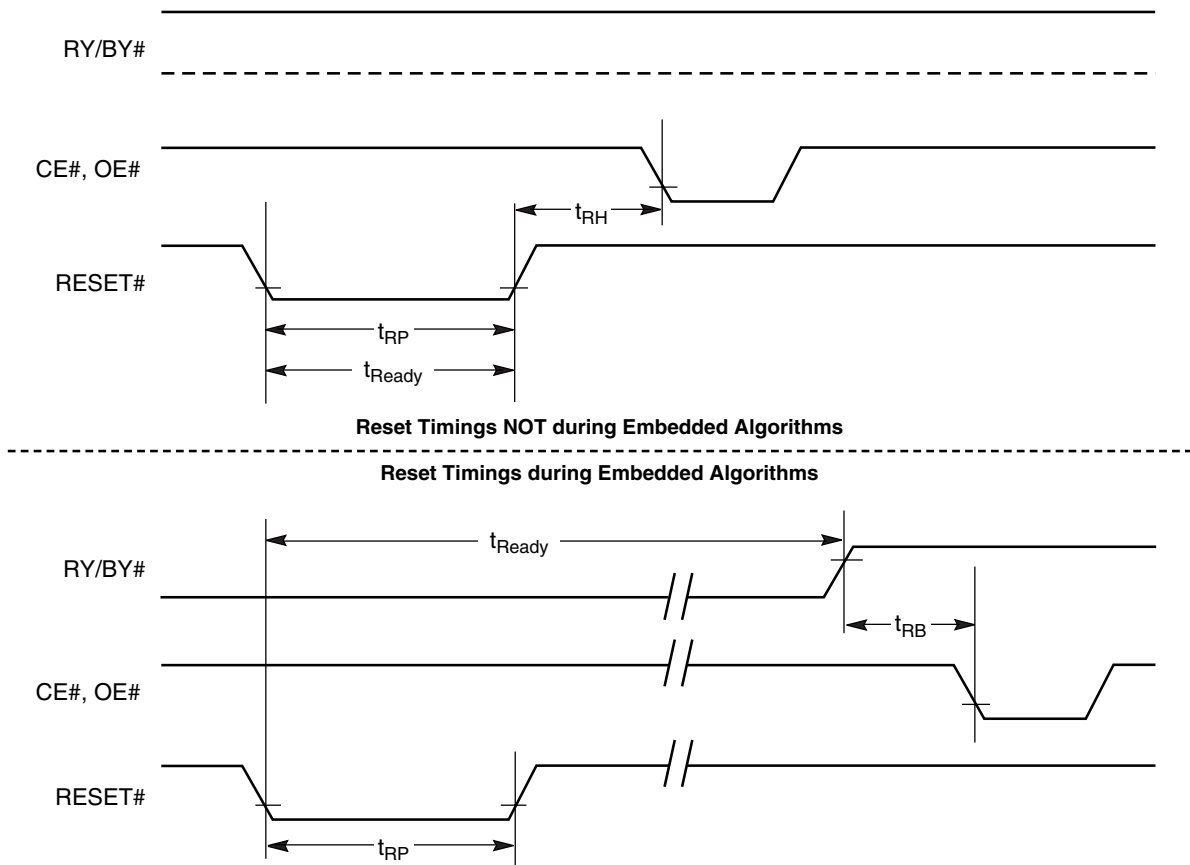 RY/BY#
CE#, OE#
tRH
RESET#
tRP
tReady
Reset Timings NOT during Embedded Algorithms
Reset Timings during Embedded Algorithms
tReady
RY/BY#
tRB
CE#, OE#
RESET#
tRP